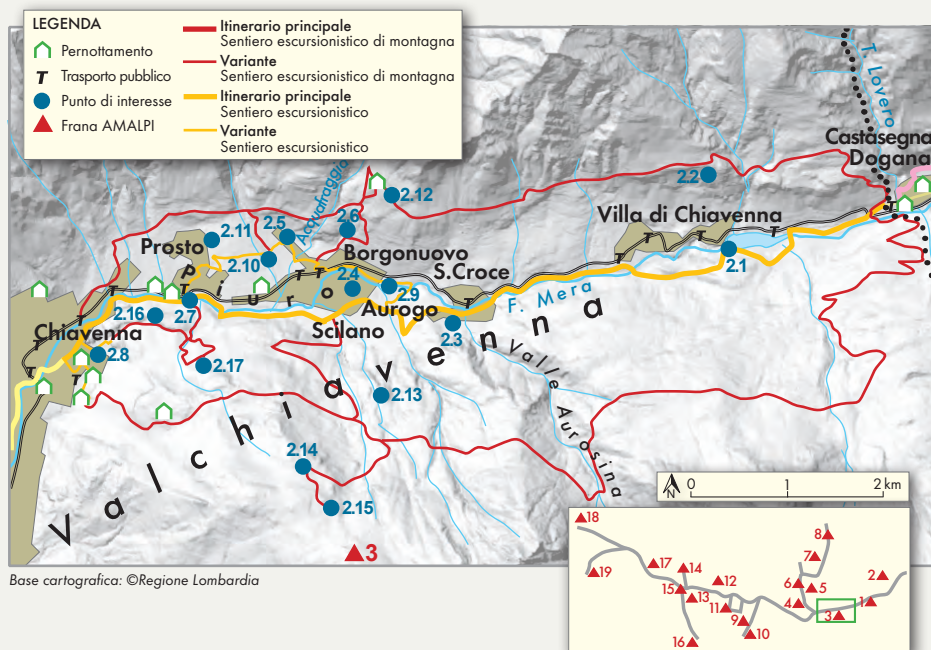 LEGENDA
Pernottamento
Trasporto pubblico
Punto di interesse
Frana AMALPI
Itinerario principale
Sentiero escursionistico di montagna
Variante
Sentiero escursionistico di montagna
Itinerario principale
Sentiero escursionistico
Variante
Sentiero escursionistico
T. Lovero
Castasegna
Dogana
Acquafraggia
2.2
2.12
2.6
2.5
2.11
2.10
Villa di Chiavenna
Prosto
Borgonuovo
S.Croce
2.1
Piuro
2.4
2.9
F. Mera
Aurogo
Scilano
2.16
2.7
2.3
Chiavenna
2.8
2.17
Valle Aurosina
Valchiavenna
2.13
2.14
2.15
3
T
T
T
T
T
T
T
T
T
T
T
T
N
0 1 2 km
18
8
7
17
14
19
12
6
5
2
15
13
11
4
3
1
9
10
16
Base cartografica: ©Regione Lombardia